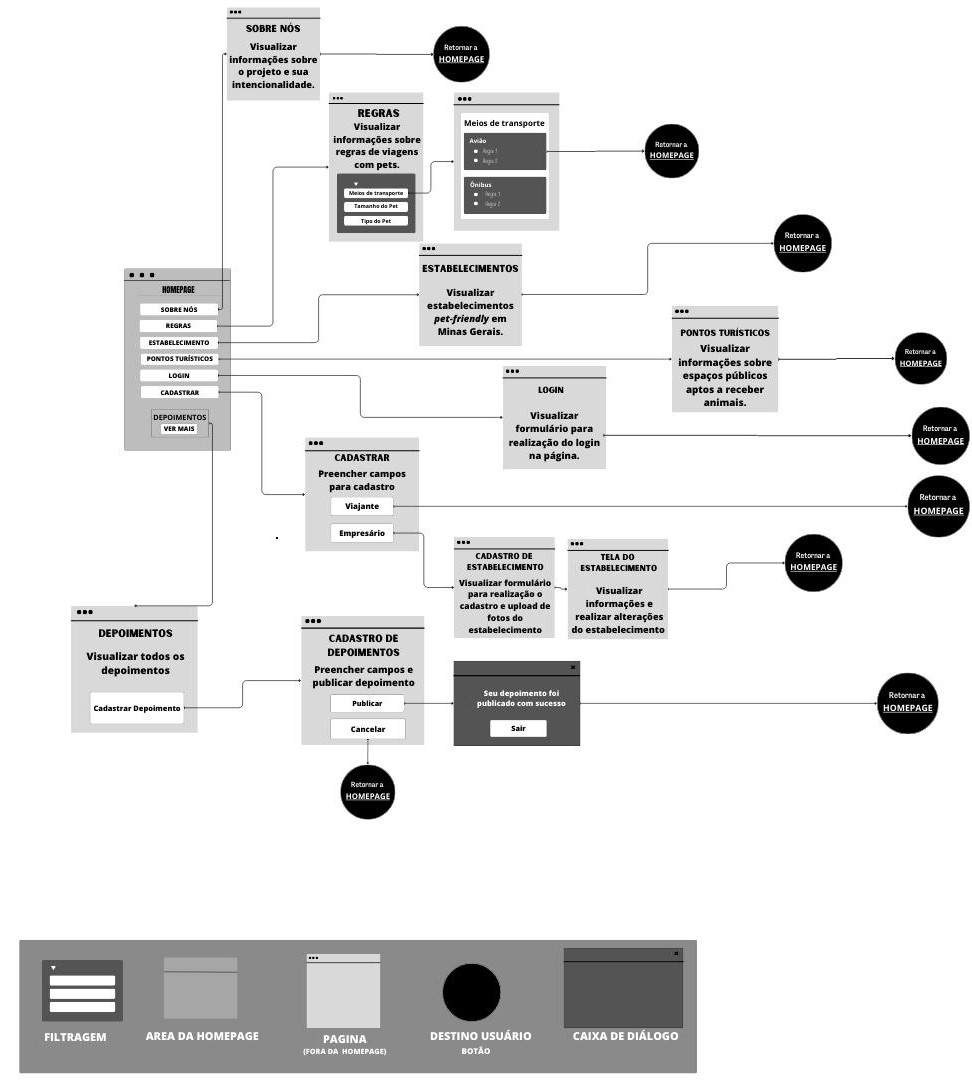 SOBRE NÓS
Visualizar
informações sobre
o projeto e sua
intencionalidade.
Retornar a
HOMEPAGE
REGRAS
Visualizar
informações sobre
regras de viagens
com pets.
Meios de transporte
Tamanho do Pet
Tipo do Pet
Meios de transporte
Avião
Regra 1
Regra 2
Ônibus
Regra 1
Regra 2
Retornar a
HOMEPAGE
ESTABELECIMENTOS
Visualizar
estabelecimentos
pet-friendly em
Minas Gerais.
Retornar a
HOMEPAGE
HOMEPAGE
SOBRE NÓS
REGRAS
ESTABELECIMENTO
PONTOS TURÍSTICOS
LOGIN
CADASTRAR
DEPOIMENTOS
VER MAIS
PONTOS TURÍSTICOS
Visualizar
informações sobre
espaços públicos
aptos a receber
animais.
Retornar a
HOMEPAGE
LOGIN
Visualizar
formulário para
realização do login
na página.
Retornar a
HOMEPAGE
CADASTRAR
Preencher campos
para cadastro
Viajante
Empresário
Retornar a
HOMEPAGE
CADASTRO DE
ESTABELECIMENTO
Visualizar formulário
para realização o
cadastro e upload de
fotos do
estabelecimento
TELA DO
ESTABELECIMENTO
Visualizar
informações e
realizar alterações
do estabelecimento
Retornar a
HOMEPAGE
DEPOIMENTOS
Visualizar todos os
depoimentos
Cadastrar Depoimento
CADASTRO DE
DEPOIMENTOS
Preencher campos e
publicar depoimento
Publicar
Cancelar
Seu depoimento foi
publicado com sucesso
Sair
Retornar a
HOMEPAGE
Retornar a
HOMEPAGE
FILTRAGEM
AREA DA HOMEPAGE
PAGINA
(FORA DA HOMEPAGE)
DESTINO USUÁRIO
BOTÃO
CAIXA DE DIÁLOGO